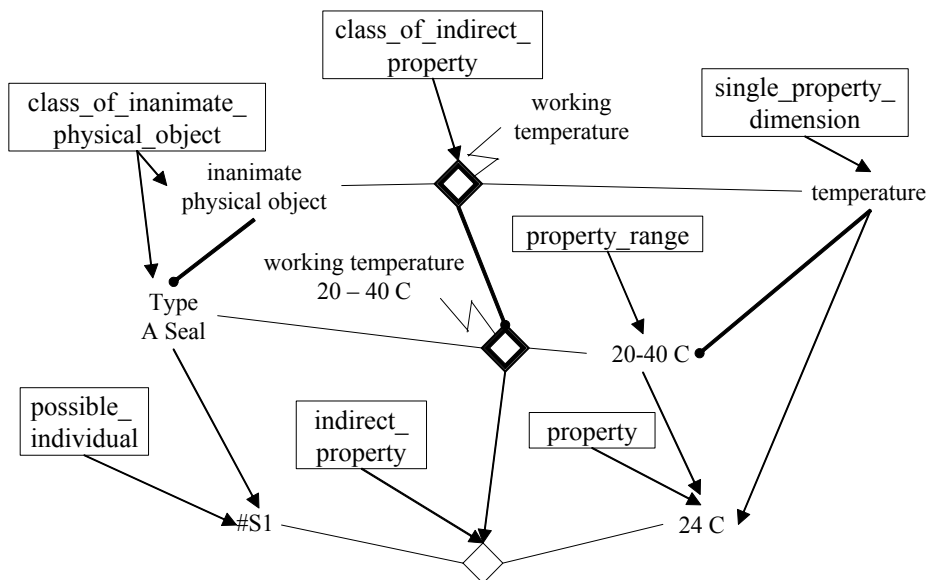 class_of_indirect_
property
class_of_inanimate_
physical_object
working
temperature
single_property_
dimension
inanimate
physical object
temperature
property_range
working temperature
20 – 40 C
Type
A Seal
20-40 C
possible_
individual
indirect_
property
property
#S1
24 C